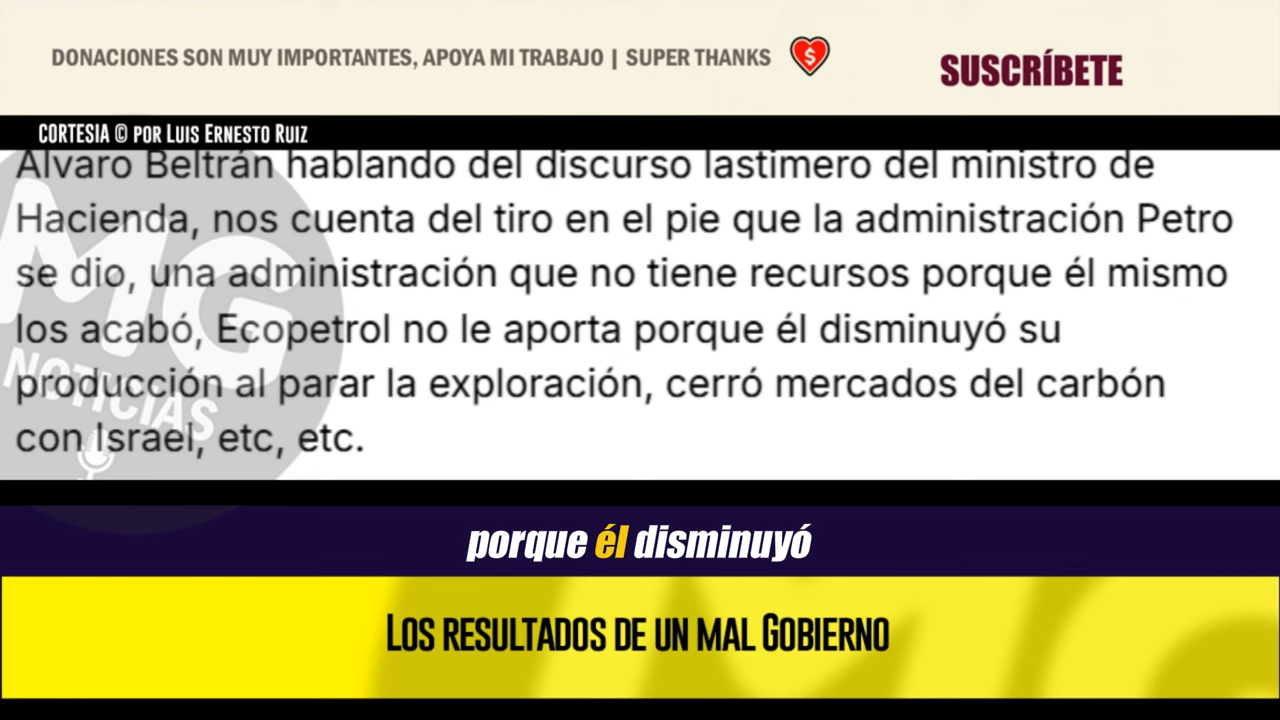 DONACIONES SON MUY IMPORTANTES, APOYA MI TRABAJO | SUPER THANKS
SUSCRÍBETE
CORTESIA © POR LUIS ERNESTO RUIZ
Alvaro Beltrán hablando del discurso lastimero del ministro de
Hacienda, nos cuenta del tiro en el pie que la administración Petro
se dio, una administración que no tiene recursos porque él mismo
los acabó, Ecopetrol no le aporta porque él disminuyó su
producción al parar la exploración, cerró mercados del carbón
con Israel, etc, etc.
MG
NOTICIAS
porque él disminuyó
LOS RESULTADOS DE UN MAL GOBIERNO